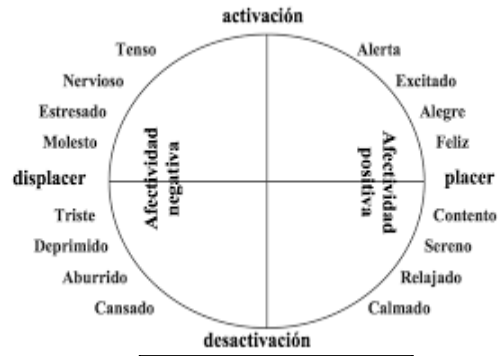 activación
Tenso
Alerta
Nervioso
Excitado
Estresado
Alegre
Molesto
Feliz
displacer
Afectividad
negativa
Afectividad
positiva
placer
Triste
Contento
Deprimido
Sereno
Aburrido
Relajado
Cansado
Calmado
desactivación